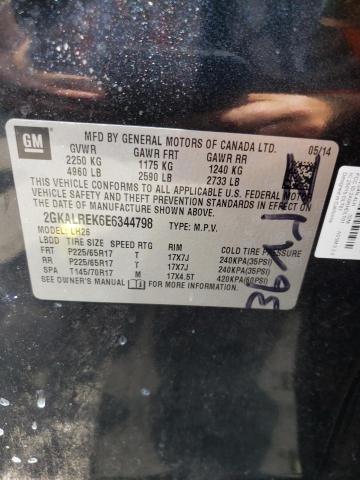 GM
MFD BY GENERAL MOTORS OF CANADA LTD. 05/14
GVWR GAWR FRT GAWR RR
2250 KG 1175 KG 1240 KG
4960 LB 2590 LB 2733 LB
THIS VEHICLE CONFORMS TO ALL APPLICABLE U.S. FEDERAL MOTOR
VEHICLE SAFETY AND THEFT PREVENTION STANDARDS IN EFFECT ON
THE DATE OF MANUFACTURE SHOWN ABOVE.
2GKALREK6E6344798 TYPE: M.P.V.
MODEL: LH26
LBDD TIRE SIZE SPEED RTG RIM COLD TIRE PRESSURE
FRT P225/65R17 T 17X7J 240KPA(35PSI)
RR P225/65R17 T 17X7J 240KPA(35PSI)
SPA T145/70R17 M 17X4.5T 420KPA(60PSI)
SEE OWNER'S MANUAL FOR ADDITIONAL INFORMATION.